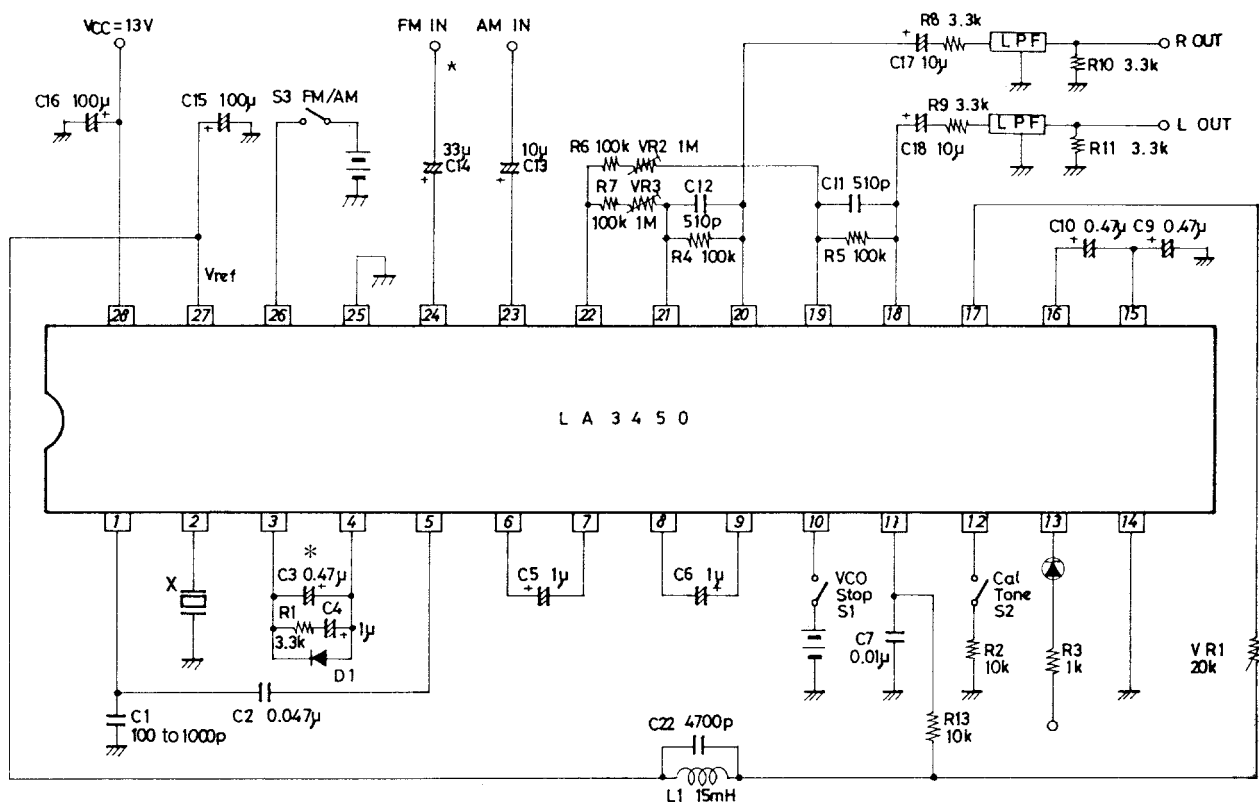 VCC=13V
FM IN
AM IN
R8 3.3k
LPF
R OUT
C17 10μ
R10 3.3k
C16 100μ
C15 100μ
S3 FM/AM
*
R9 3.3k
LPF
L OUT
C18 10μ
R11 3.3k
33μ
C14
10μ
C13
R6 100k
VR2 1M
R7
100k
VR3
1M
C12
510p
R4 100k
C11 510p
R5 100k
C10 0.47μ
C9 0.47μ
Vref
28
27
26
25
24
23
22
21
20
19
18
17
16
15
LA3450
1
2
3
4
5
6
7
8
9
10
11
12
13
14
X
*
C3 0.47μ
R1
3.3k
C4
1μ
D1
C5 1μ
C6 1μ
VCO
Stop
S1
C7
0.01μ
Cal
Tone
S2
R2
10k
R3
1k
VR1
20k
C1
100 to 1000p
C2 0.047μ
C22 4700p
R13
10k
L1 15mH